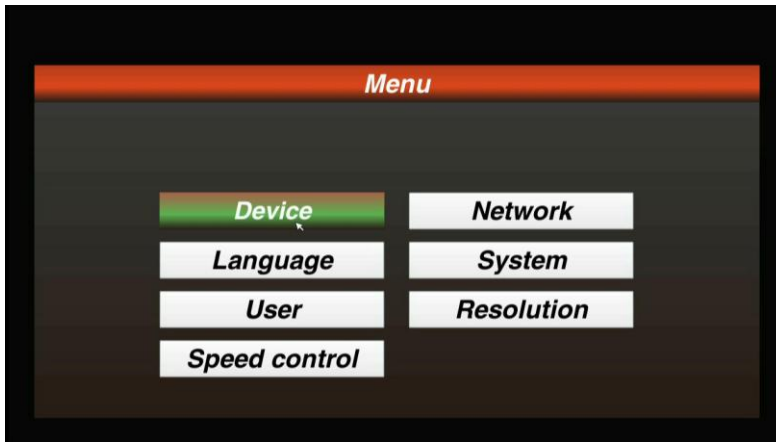 Menu
Device Network
Language System
User Resolution
Speed control